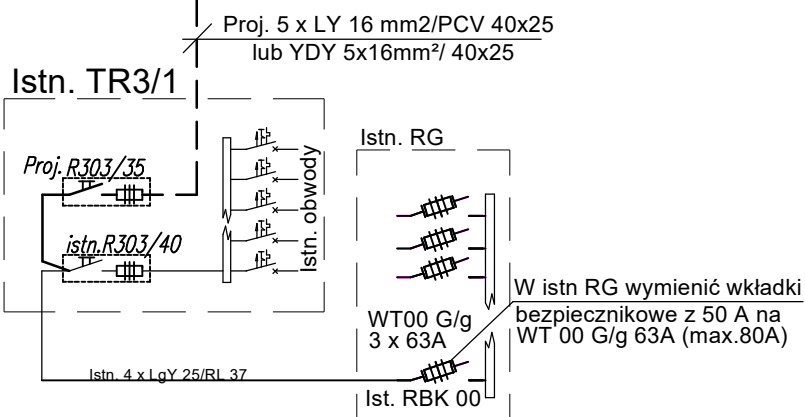 Proj. 5 x LY 16 mm2/PCV 40x25
lub YDY 5x16mm²/ 40x25
Istn. TR3/1
Istn. RG
Proj. R303/35
istn.R303/40
Istn. obwody
W istn RG wymienić wkładki
bezpiecznikowe z 50 A na
WT 00 G/g 63A (max.80A)
WT00 G/g
3 x 63A
Istn. 4 x LgY 25/RL 37
Ist. RBK 00